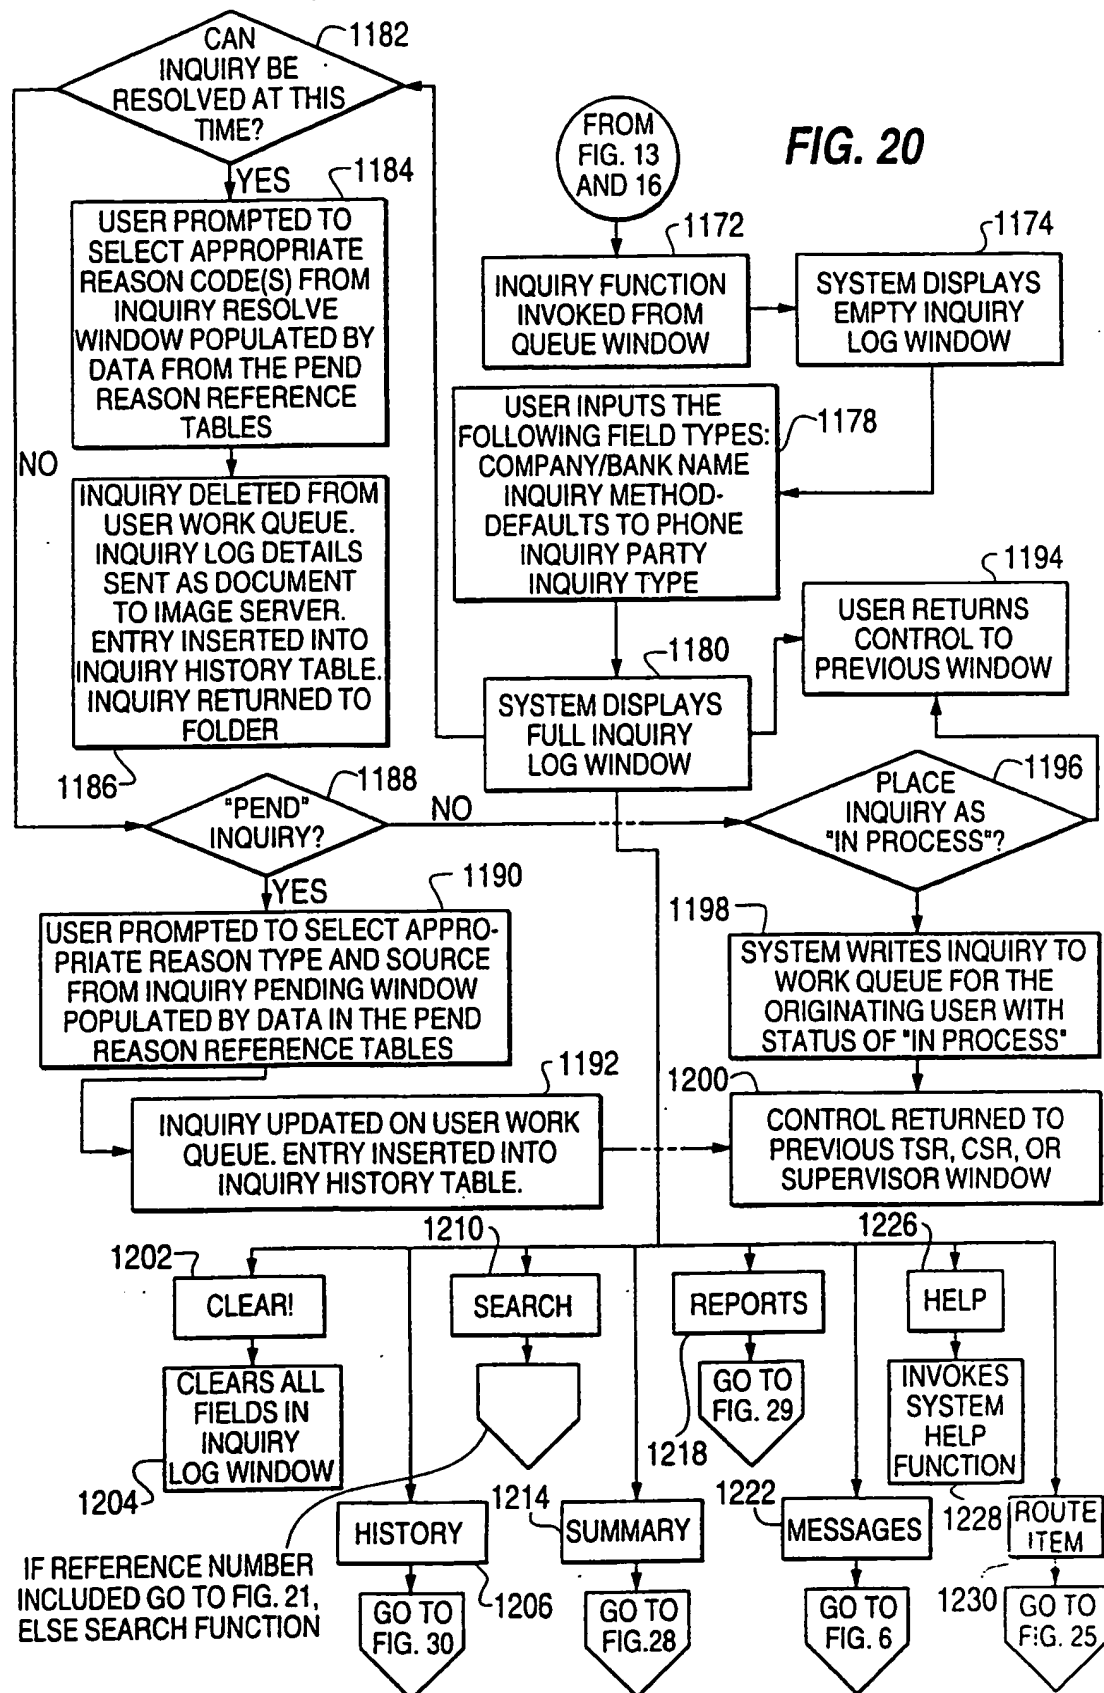 FIG. 20
CAN
INQUIRY BE
RESOLVED AT THIS
TIME?
1182
YES
NO
1184
USER PROMPTED TO
SELECT APPROPRIATE
REASON CODE(S) FROM
INQUIRY RESOLVE
WINDOW POPULATED BY
DATA FROM THE PEND
REASON REFERENCE
TABLES
INQUIRY DELETED FROM
USER WORK QUEUE.
INQUIRY LOG DETAILS
SENT AS DOCUMENT
TO IMAGE SERVER.
ENTRY INSERTED INTO
INQUIRY HISTORY TABLE.
INQUIRY RETURNED TO
FOLDER
1186
FROM
FIG. 13
AND 16
1172
INQUIRY FUNCTION
INVOKED FROM
QUEUE WINDOW
1174
SYSTEM DISPLAYS
EMPTY INQUIRY
LOG WINDOW
USER INPUTS THE
FOLLOWING FIELD TYPES:
COMPANY/BANK NAME
INQUIRY METHOD-
DEFAULTS TO PHONE
INQUIRY PARTY
INQUIRY TYPE
1178
1180
SYSTEM DISPLAYS
FULL INQUIRY
LOG WINDOW
1194
USER RETURNS
CONTROL TO
PREVIOUS WINDOW
1188
"PEND"
INQUIRY?
NO
YES
PLACE
INQUIRY AS
"IN PROCESS"?
1196
1190
USER PROMPTED TO SELECT APPRO-
PRIATE REASON TYPE AND SOURCE
FROM INQUIRY PENDING WINDOW
POPULATED BY DATA IN THE PEND
REASON REFERENCE TABLES
1198
SYSTEM WRITES INQUIRY TO
WORK QUEUE FOR THE
ORIGINATING USER WITH
STATUS OF "IN PROCESS"
1192
INQUIRY UPDATED ON USER WORK
QUEUE. ENTRY INSERTED INTO
INQUIRY HISTORY TABLE.
1200
CONTROL RETURNED TO
PREVIOUS TSR, CSR, OR
SUPERVISOR WINDOW
1202
CLEAR!
CLEARS ALL
FIELDS IN
INQUIRY
LOG WINDOW
1204
1210
SEARCH
IF REFERENCE NUMBER
INCLUDED GO TO FIG. 21,
ELSE SEARCH FUNCTION
REPORTS
GO TO
FIG. 29
1218
1226
HELP
INVOKES
SYSTEM
HELP
FUNCTION
1228
HISTORY
1206
GO TO
FIG. 30
1214
SUMMARY
GO TO
FIG.28
1222
MESSAGES
GO TO
FIG. 6
ROUTE
ITEM
1230
GO TO
FIG. 25